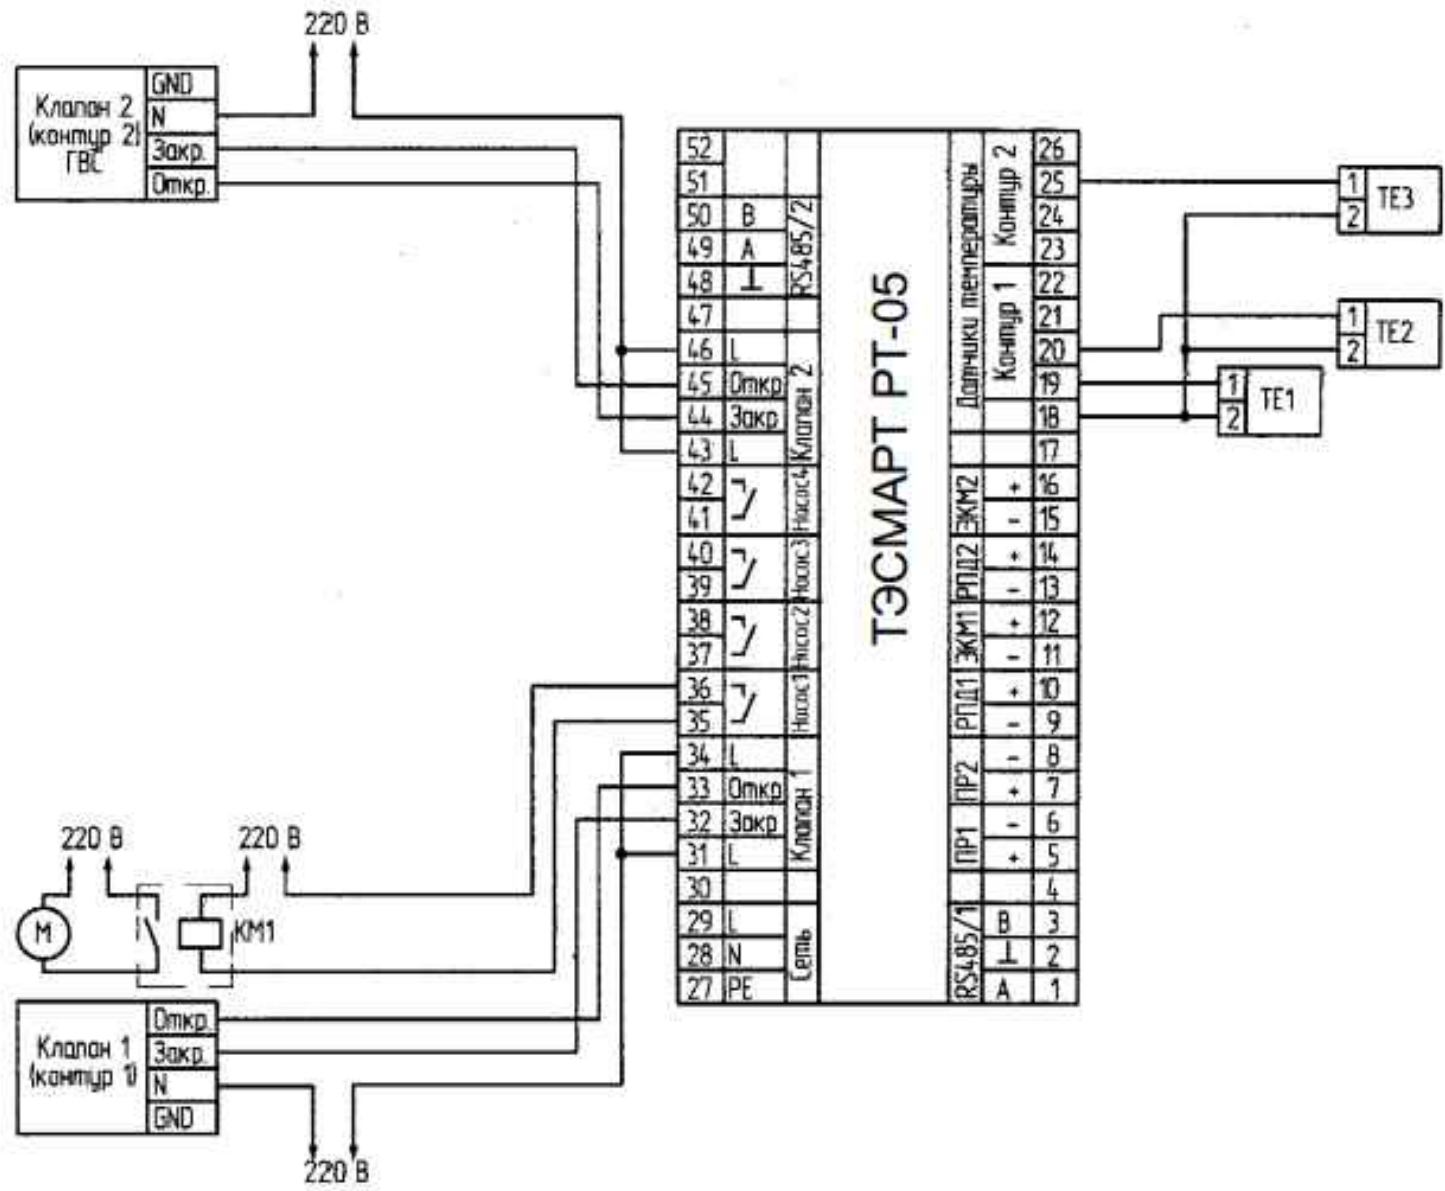 220 В
Клапан 2
(контур 2)
ГВС
GND
N
Закр.
Откр.
52
51
50 B
49 A
48 ⊥
RS485/2
47
46 L
45 Откр
44 Закр
43 L
Клапан 2
42
41
Насос4
40
39
Насос3
38
37
Насос2
36
35
Насос1
34 L
33 Откр
32 Закр
31 L
Клапан 1
30
29 L
28 N
27 PE
Сеть
ТЭСМАРТ РТ-05
Датчики температуры
Контур 2
Контур 1
26
25
24
23
22
21
20
19
18
17
ЭКМ2
+ 16
- 15
РПД2
+ 14
- 13
ЭКМ1
+ 12
- 11
РПД1
+ 10
- 9
ПР2
- 8
+ 7
ПР1
- 6
+ 5
4
RS485/1
B 3
⊥ 2
A 1
1
2
ТЕ3
1
2
ТЕ2
1
2
ТЕ1
220 В
220 В
М
КМ1
Клапан 1
(контур 1)
Откр.
Закр.
N
GND
220 В